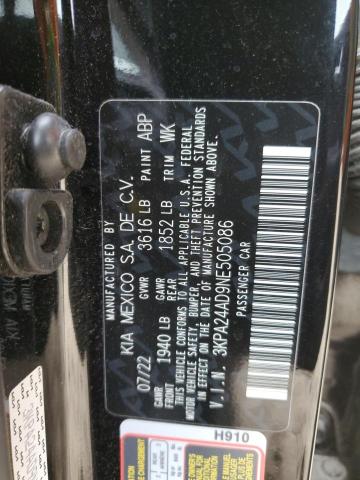 MANUFACTURED BY
KIA MEXICO S.A. DE C.V.
07/22 GVWR 3616 LB PAINT ABP
GAWR FRONT 1940 LB GAWR REAR 1852 LB TRIM WK
THIS VEHICLE CONFORMS TO ALL APPLICABLE U.S.A. FEDERAL
MOTOR VEHICLE SAFETY, BUMPER, AND THEFT PREVENTION STANDARDS
IN EFFECT ON THE DATE OF MANUFACTURE SHOWN ABOVE.
V.I.N. 3KPA24AD9NE505086
PASSENGER CAR
H910